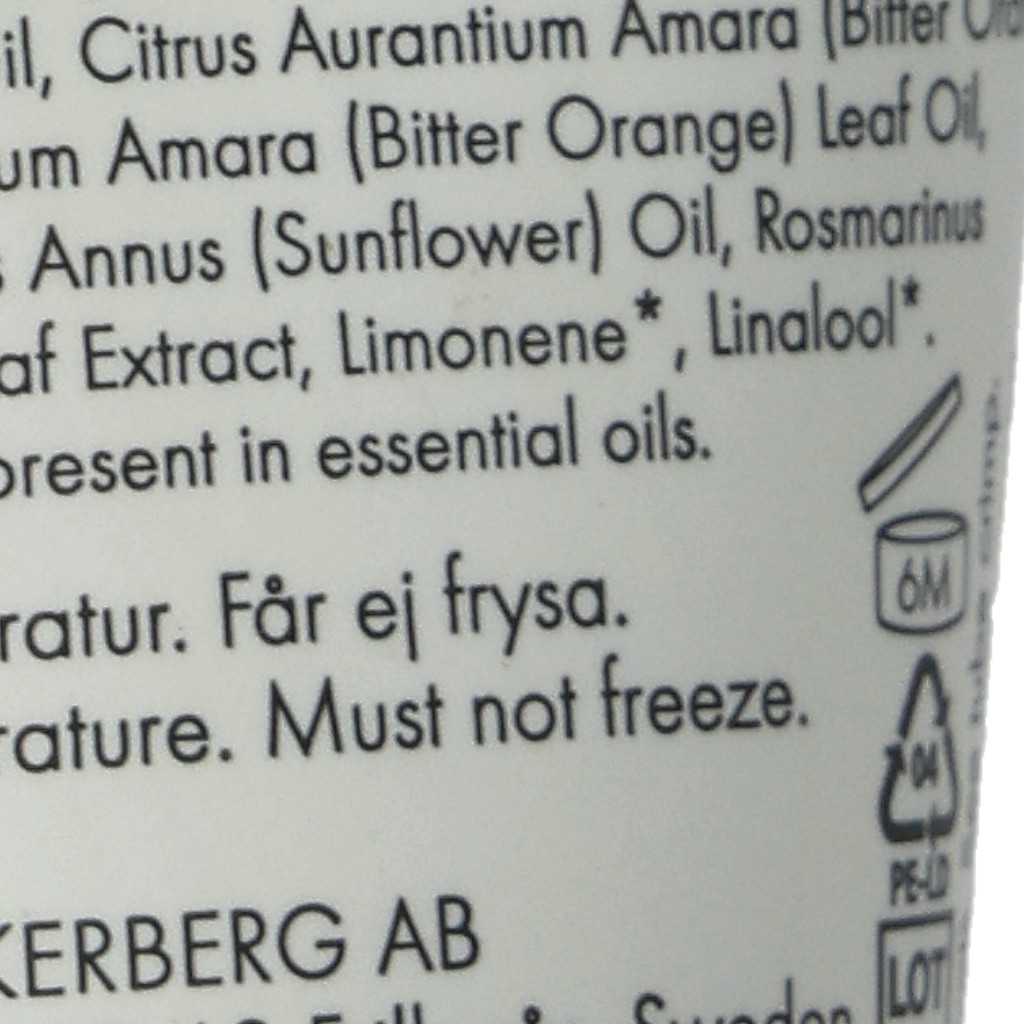 il, Citrus Aurantium Amara (Bitter
um Amara (Bitter Orange) Leaf Oil,
s Annus (Sunflower) Oil, Rosmarinus
af Extract, Limonene*, Linalool*.
present in essential oils.
6M
ratur. Får ej frysa.
rature. Must not freeze.
04
PE-LD
KERBERG AB
LOT
Sweden